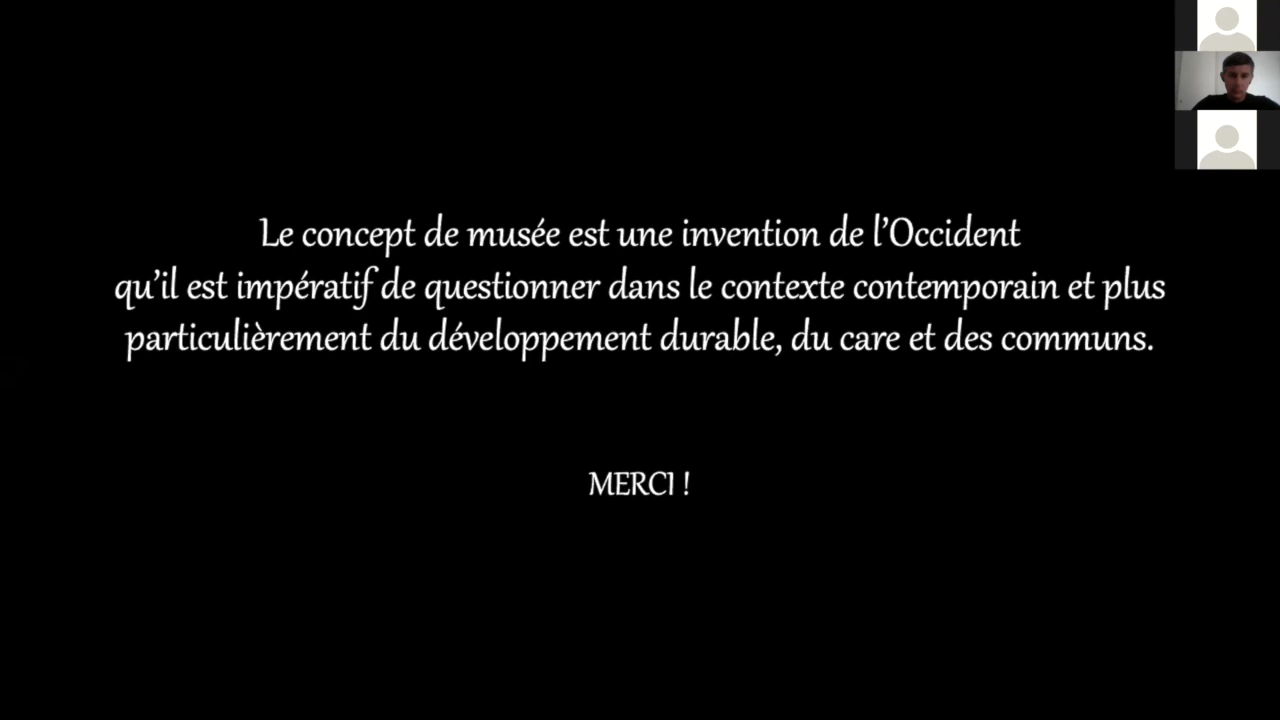 Le concept de musée est une invention de l’Occident
qu’il est impératif de questionner dans le contexte contemporain et plus
particulièrement du développement durable, du care et des communs.
MERCI !